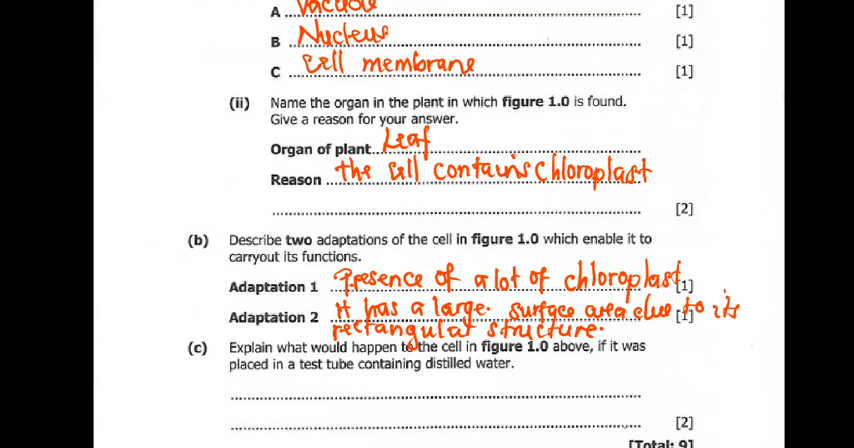 A Vacuole [1]
B Nucleus [1]
C Cell membrane [1]
(ii) Name the organ in the plant in which figure 1.0 is found.
Give a reason for your answer.
Organ of plant Leaf
Reason the cell contains chloroplast
[2]
(b) Describe two adaptations of the cell in figure 1.0 which enable it to
carryout its functions.
Adaptation 1 Presence of a lot of chloroplast [1]
Adaptation 2 It has a large surface area due to its [1]
rectangular structure.
(c) Explain what would happen to the cell in figure 1.0 above, if it was
placed in a test tube containing distilled water.
[2]
[Total: 9]